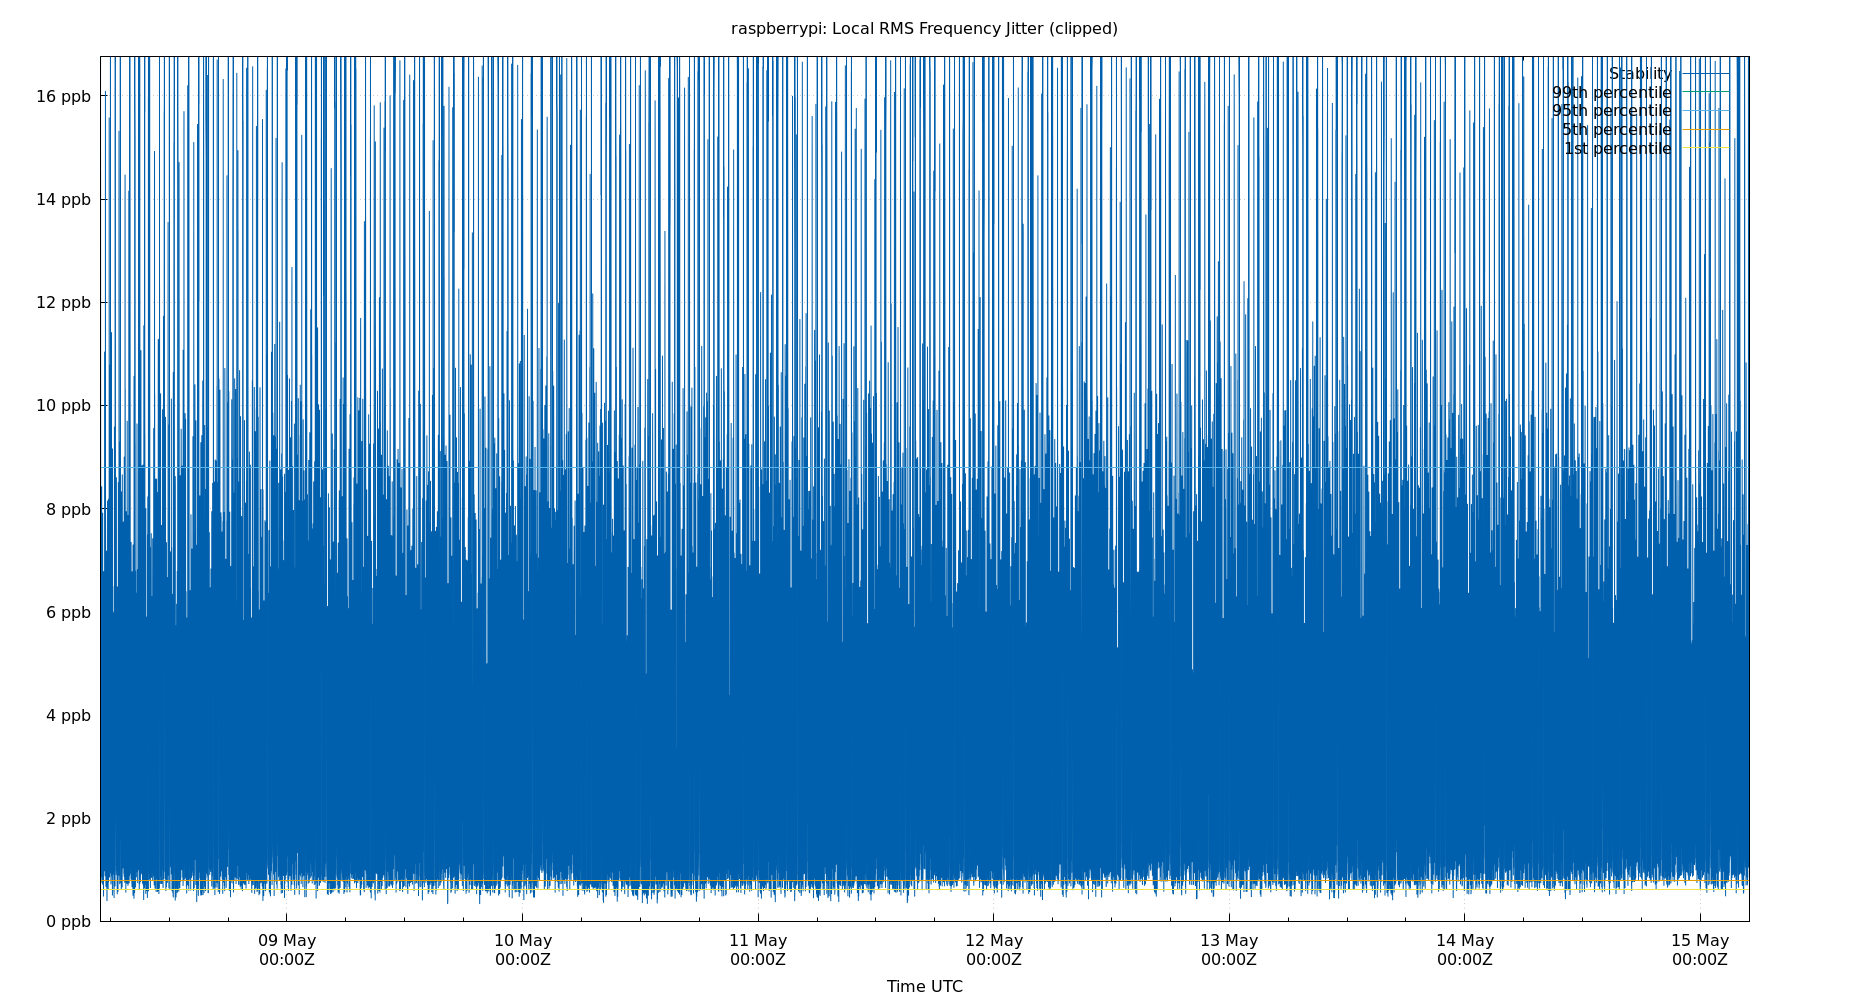 raspberrypi: Local RMS Frequency Jitter (clipped)
16 ppb
14 ppb
12 ppb
10 ppb
8 ppb
6 ppb
4 ppb
2 ppb
0 ppb
Stability
99th percentile
95th percentile
5th percentile
1st percentile
09 May
00:00Z
10 May
00:00Z
11 May
00:00Z
12 May
00:00Z
13 May
00:00Z
14 May
00:00Z
15 May
00:00Z
Time UTC